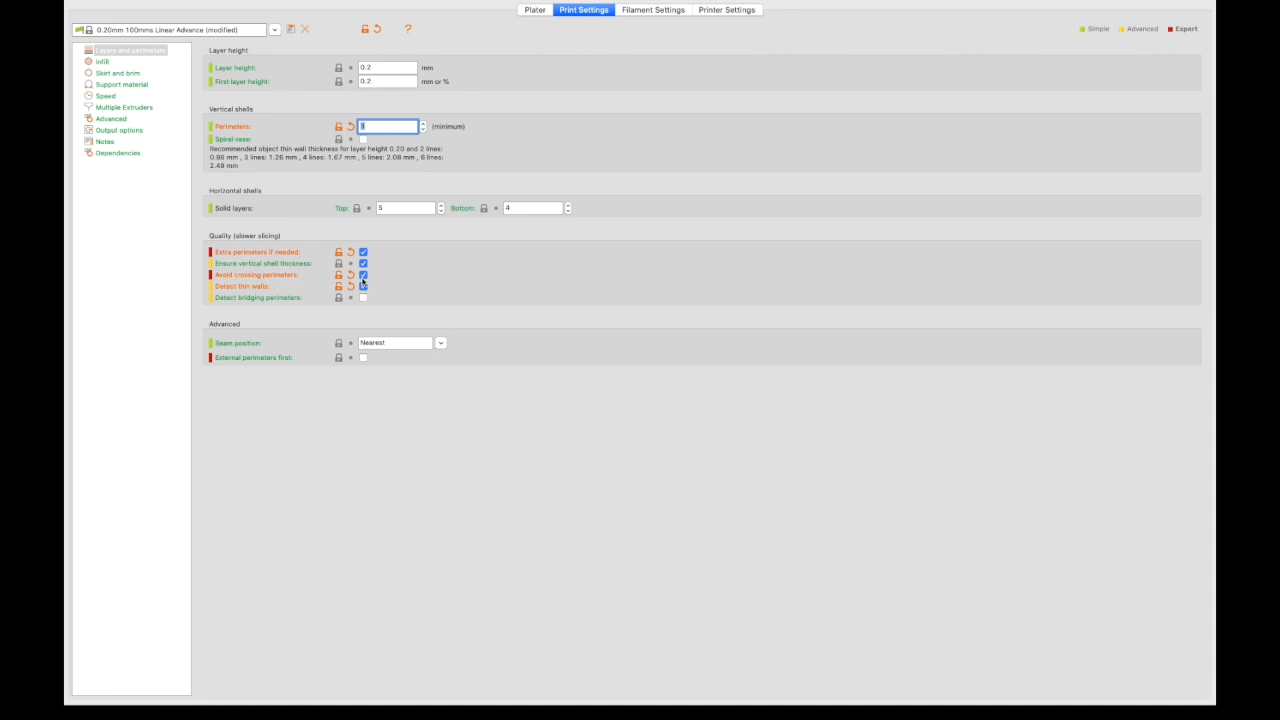 Plater Print Settings Filament Settings Printer Settings
0.20mm 100mms Linear Advance (modified) ? Simple Advanced Expert
Layers and perimeters
Infill
Skirt and brim
Support material
Speed
Multiple Extruders
Advanced
Output options
Notes
Dependencies
Layer height
Layer height: 0.2 mm
First layer height: 0.2 mm or %
Vertical shells
Perimeters: (minimum)
Spiral vase:
Recommended object thin wall thickness for layer height 0.20 and 2 lines:
0.86 mm , 3 lines: 1.26 mm , 4 lines: 1.67 mm , 5 lines: 2.08 mm , 6 lines:
2.49 mm
Horizontal shells
Solid layers: Top: 5 Bottom: 4
Quality (slower slicing)
Extra perimeters if needed:
Ensure vertical shell thickness:
Avoid crossing perimeters:
Detect thin walls:
Detect bridging perimeters:
Advanced
Seam position: Nearest
External perimeters first: